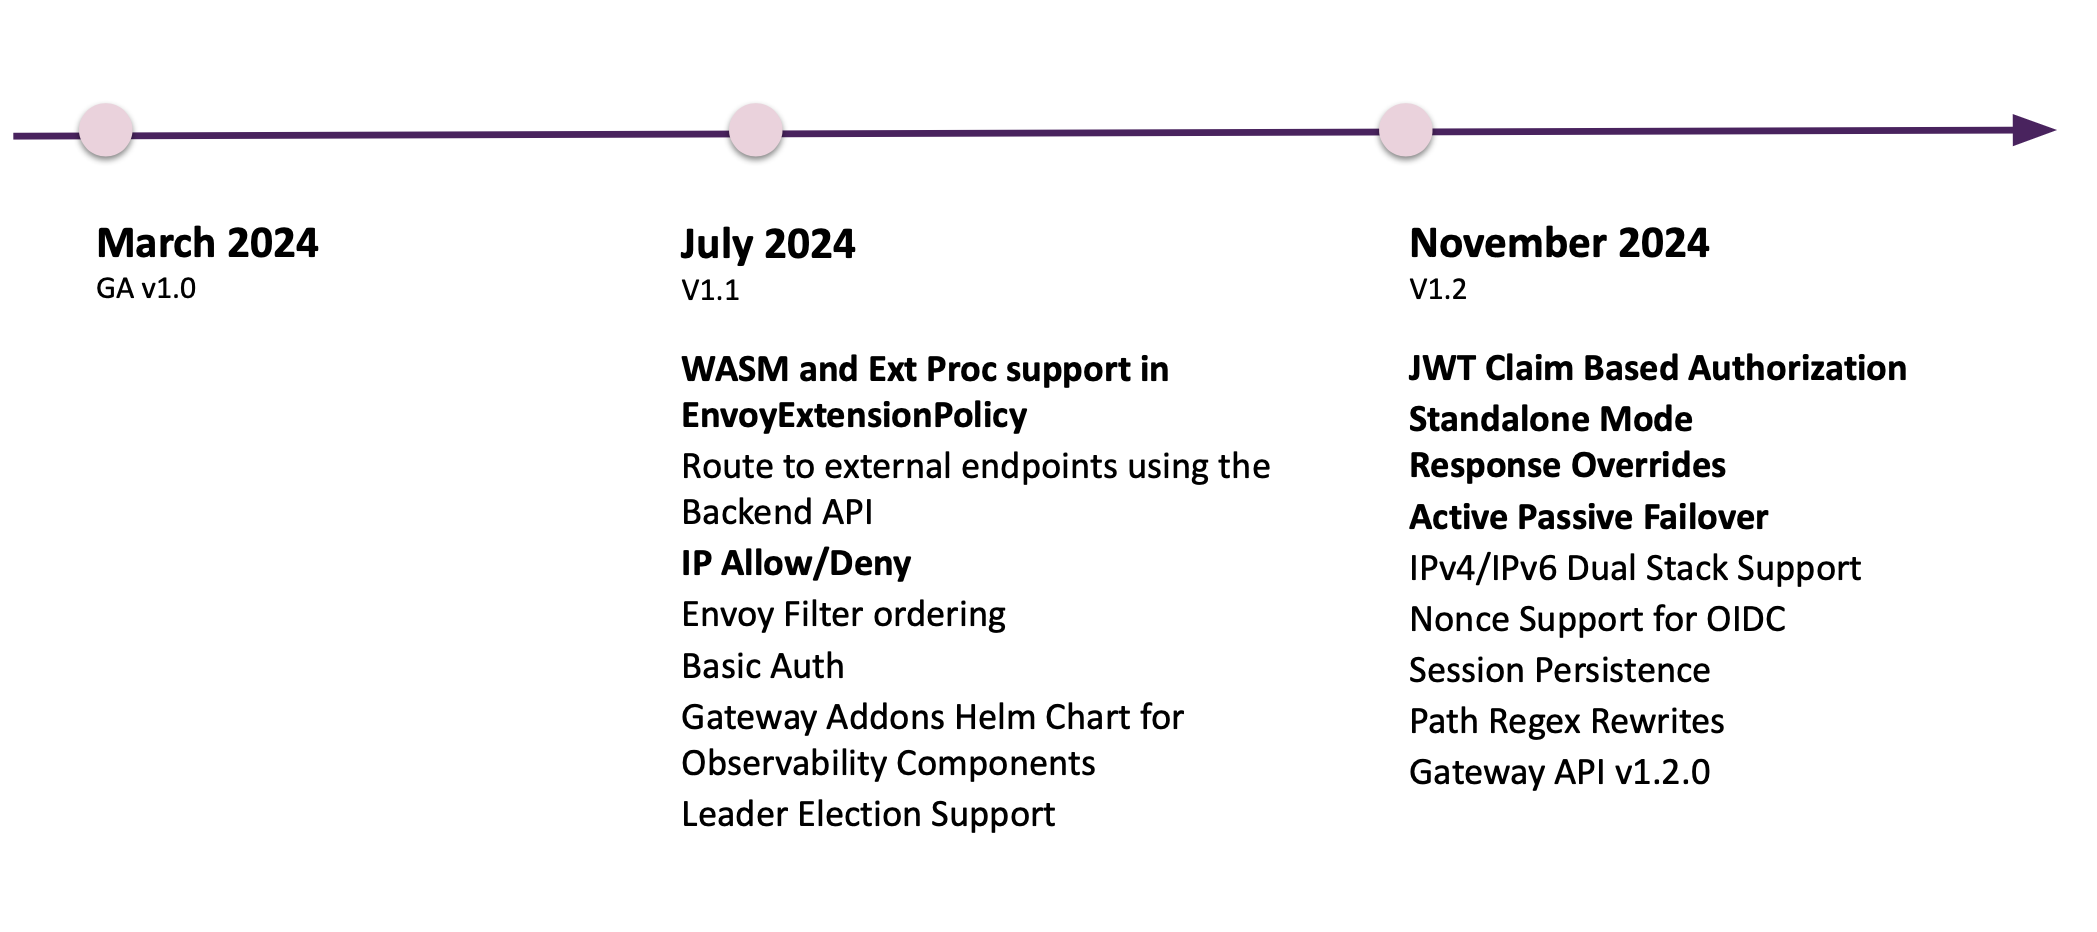 March 2024
GA v1.0
July 2024
V1.1
WASM and Ext Proc support in
EnvoyExtensionPolicy
Route to external endpoints using the
Backend API
IP Allow/Deny
Envoy Filter ordering
Basic Auth
Gateway Addons Helm Chart for
Observability Components
Leader Election Support
November 2024
V1.2
JWT Claim Based Authorization
Standalone Mode
Response Overrides
Active Passive Failover
IPv4/IPv6 Dual Stack Support
Nonce Support for OIDC
Session Persistence
Path Regex Rewrites
Gateway API v1.2.0